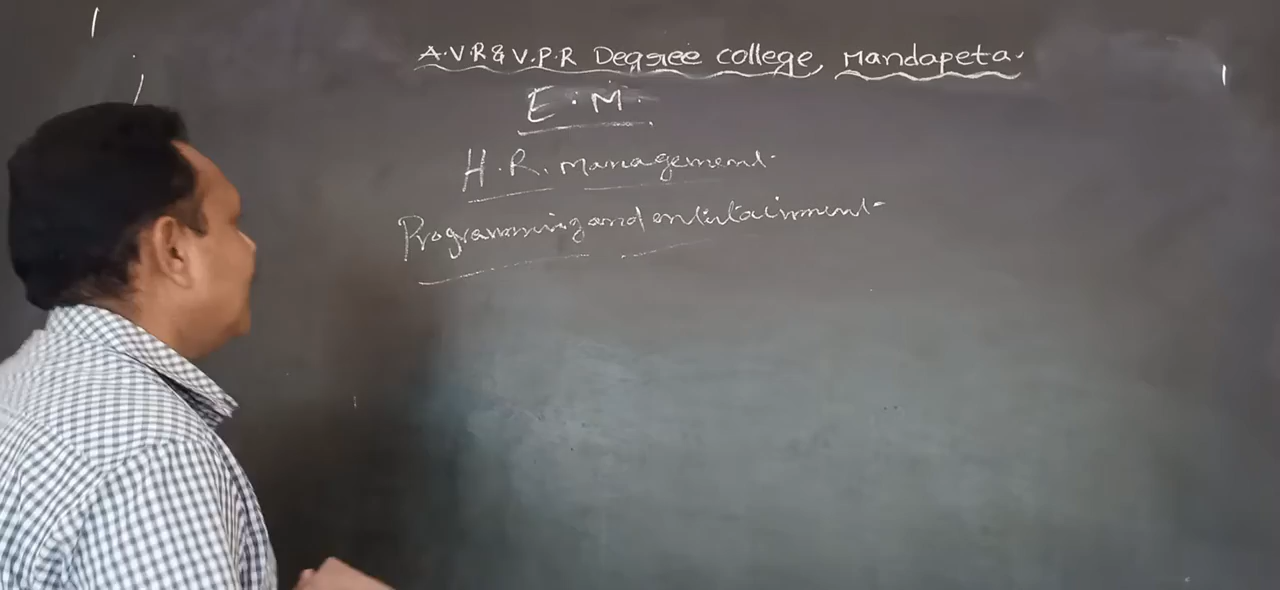 A.V.R & V.P.R Degree college, Mandapeta.
E.M.
H.R. Management.
Programming and entertainment.